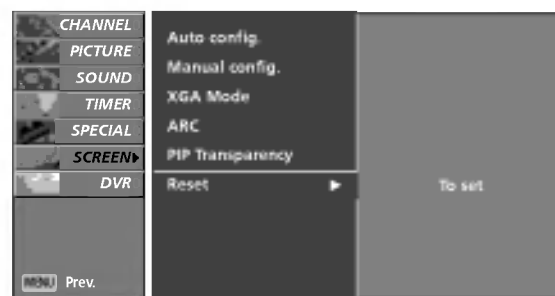 CHANNEL
PICTURE
SOUND
TIMER
SPECIAL
SCREEN▶
DVR
MENU Prev.
Auto config.
Manual config.
XGA Mode
ARC
PIP Transparency
Reset ▶
To set